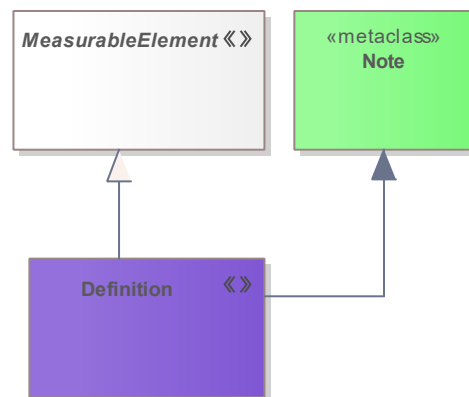 MeasurableElement «»
«metaclass»
Note
Definition «»